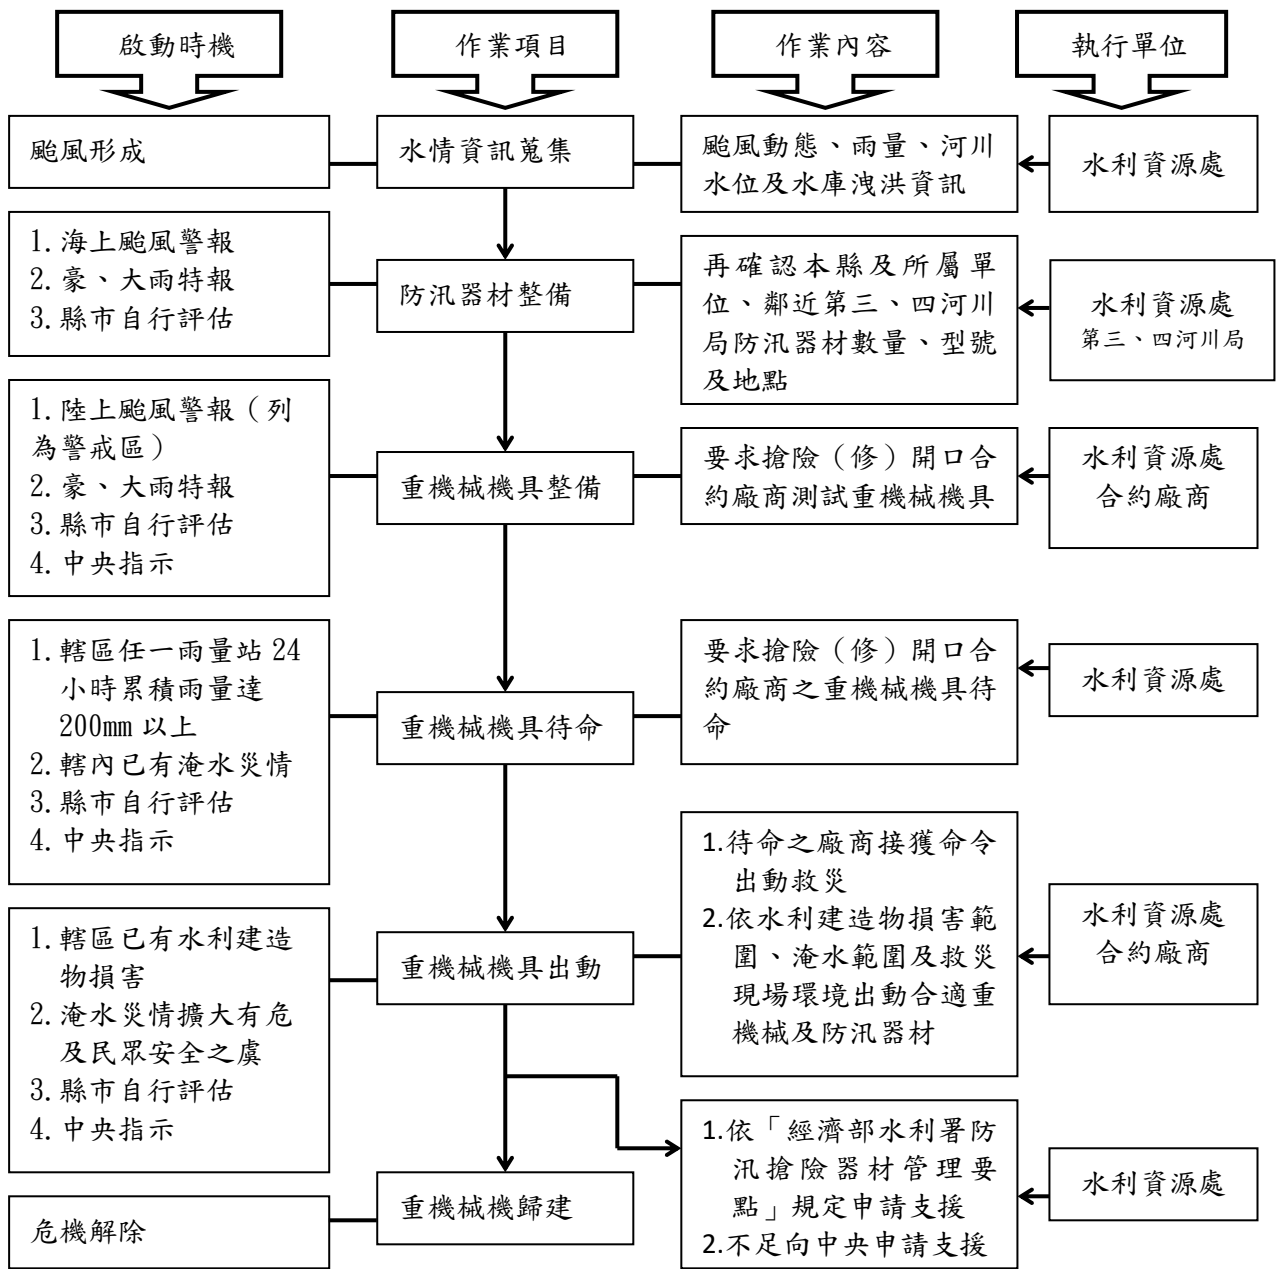 啟動時機
作業項目
作業內容
執行單位
颱風形成
水情資訊蒐集
颱風動態、雨量、河川
水位及水庫洩洪資訊
水利資源處
1.海上颱風警報
2.豪、大雨特報
3.縣市自行評估
防汛器材整備
再確認本縣及所屬單
位、鄰近第三、四河川
局防汛器材數量、型號
及地點
水利資源處
第三、四河川局
1.陸上颱風警報（列
為警戒區）
2.豪、大雨特報
3.縣市自行評估
4.中央指示
重機械機具整備
要求搶險（修）開口合
約廠商測試重機械機具
水利資源處
合約廠商
1.轄區任一雨量站 24
小時累積雨量達
200mm 以上
2.轄內已有淹水災情
3.縣市自行評估
4.中央指示
重機械機具待命
要求搶險（修）開口合
約廠商之重機械機具待
命
水利資源處
1.轄區已有水利建造
物損害
2.淹水災情擴大有危
及民眾安全之虞
3.縣市自行評估
4.中央指示
重機械機具出動
1.待命之廠商接獲命令
出動救災
2.依水利建造物損害範
圍、淹水範圍及救災
現場環境出動合適重
機械及防汛器材
水利資源處
合約廠商
危機解除
重機械機歸建
1.依「經濟部水利署防
汛搶險器材管理要
點」規定申請支援
2.不足向中央申請支援
水利資源處